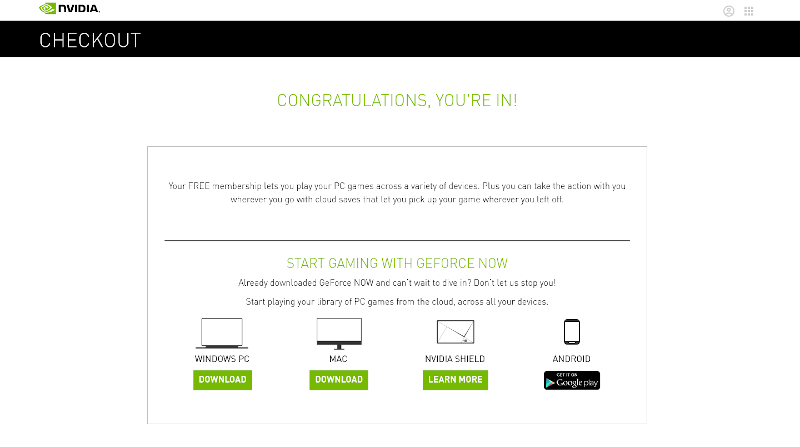 NVIDIA.
CHECKOUT
CONGRATULATIONS, YOU'RE IN!
Your FREE membership lets you play your PC games across a variety of devices. Plus you can take the action with you
wherever you go with cloud saves that let you pick up your game wherever you left off.
START GAMING WITH GEFORCE NOW
Already downloaded GeForce NOW and can't wait to dive in? Don't let us stop you!
Start playing your library of PC games from the cloud, across all your devices.
WINDOWS PC MAC NVIDIA SHIELD ANDROID
DOWNLOAD DOWNLOAD LEARN MORE GET IT ON Google play